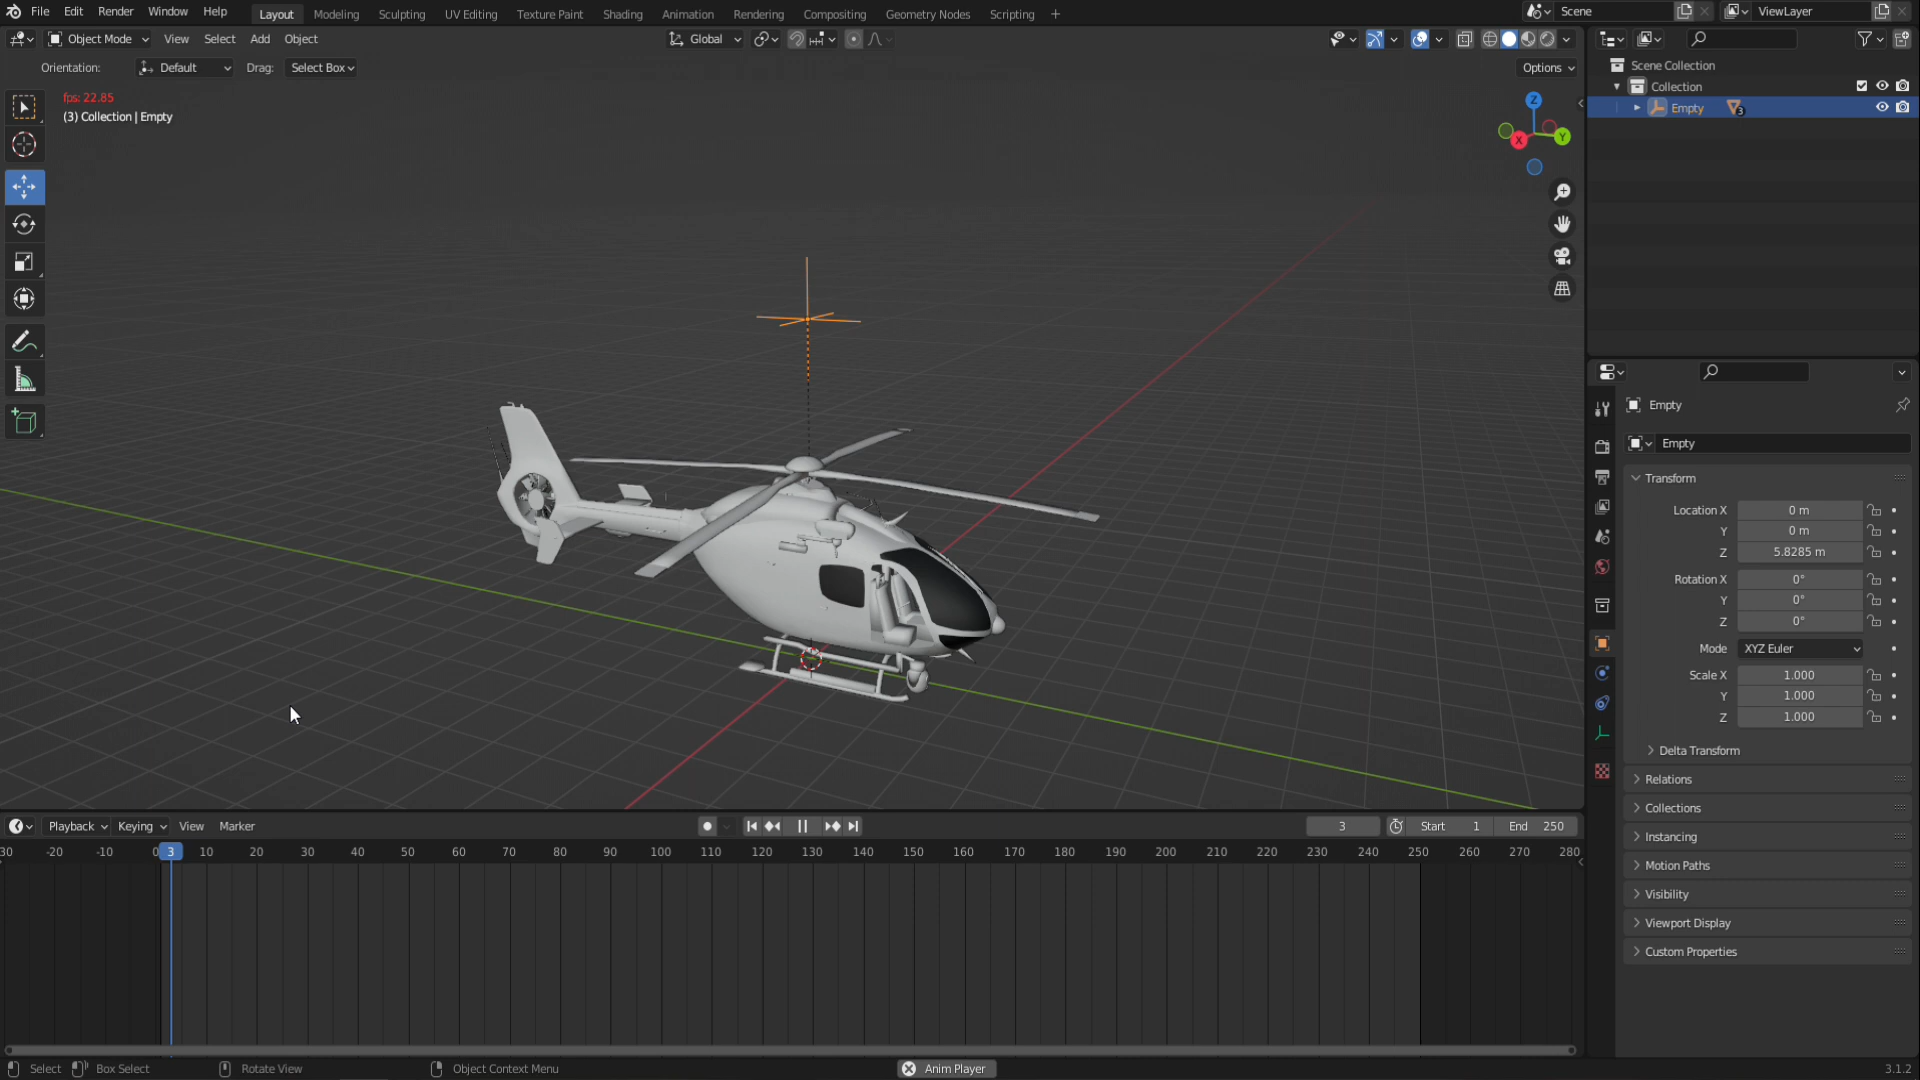 File Edit Render Window Help Layout Modeling Sculpting UV Editing Texture Paint Shading Animation Rendering Compositing Geometry Nodes Scripting + Scene ViewLayer
Object Mode View Select Add Object Global
Orientation: Default Drag: Select Box Options
fps: 22.85
(3) Collection | Empty
Z
X
Y
Scene Collection
Collection
Empty 3
Empty
Empty
Transform
Location X 0 m
Y 0 m
Z 5.8285 m
Rotation X 0°
Y 0°
Z 0°
Mode XYZ Euler
Scale X 1.000
Y 1.000
Z 1.000
Delta Transform
Relations
Collections
Instancing
Motion Paths
Visibility
Viewport Display
Custom Properties
Playback Keying View Marker 3 Start 1 End 250
30 -20 -10 0 3 10 20 30 40 50 60 70 80 90 100 110 120 130 140 150 160 170 180 190 200 210 220 230 240 250 260 270 280
Select Box Select Rotate View Object Context Menu Anim Player 3.1.2